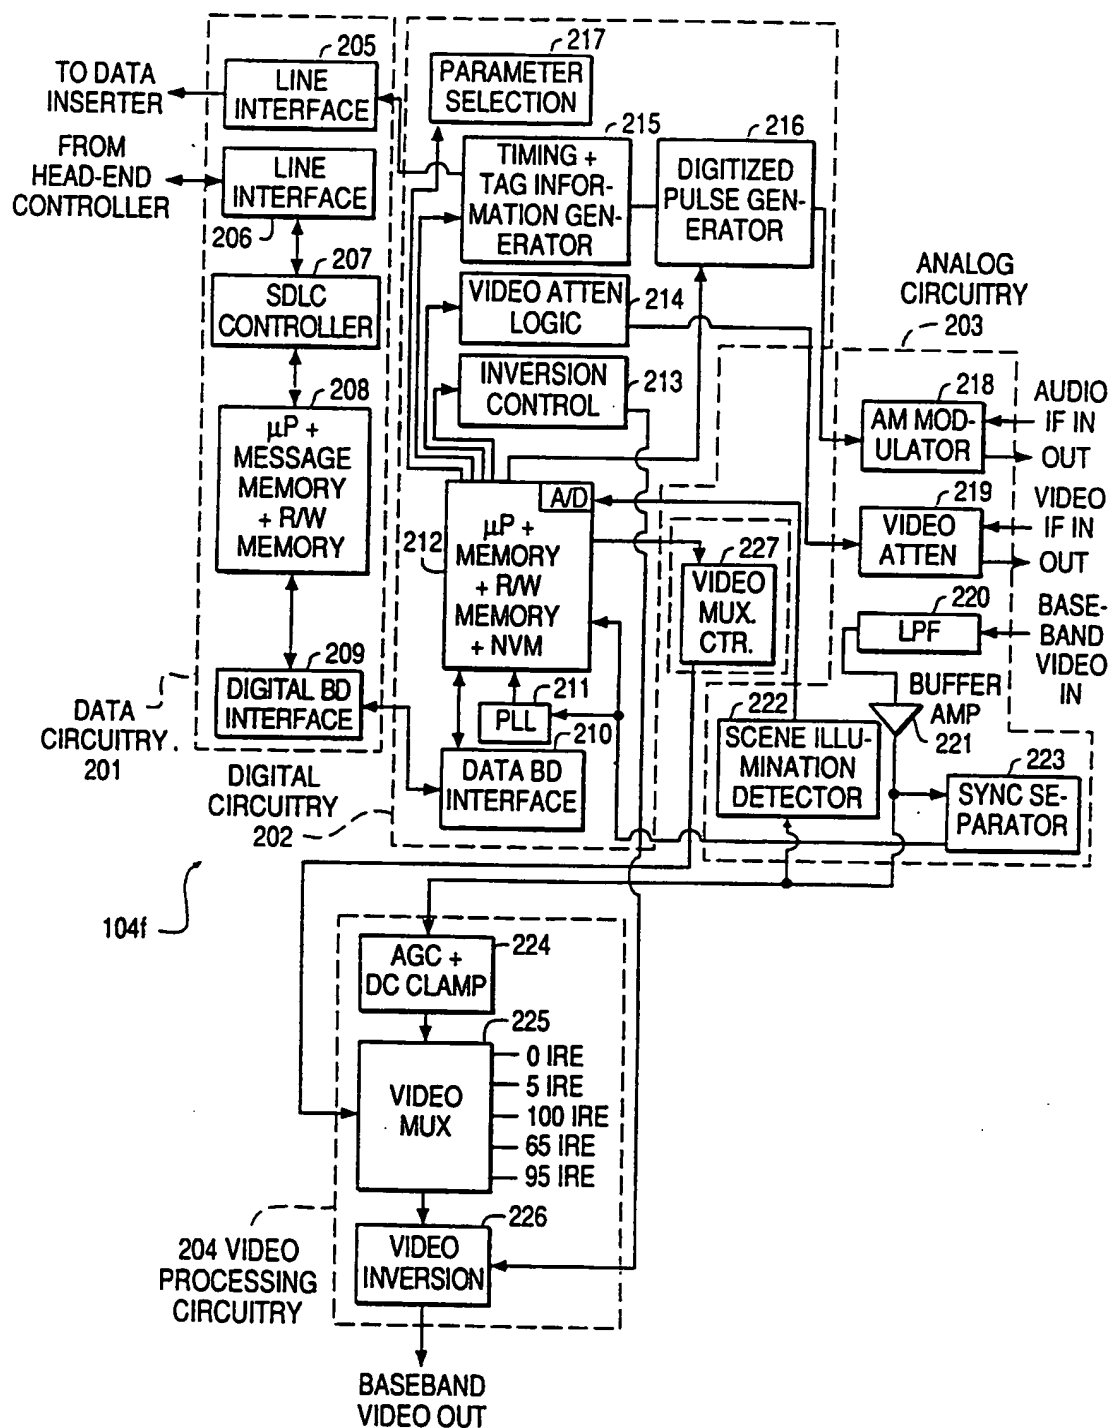 TO DATA
INSERTER
205
LINE
INTERFACE
FROM
HEAD-END
CONTROLLER
LINE
INTERFACE
206
207
SDLC
CONTROLLER
208
µP +
MESSAGE
MEMORY
+ R/W
MEMORY
209
DIGITAL BD
INTERFACE
DATA
CIRCUITRY.
201
217
PARAMETER
SELECTION
215
TIMING +
TAG INFOR-
MATION GEN-
ERATOR
216
DIGITIZED
PULSE GEN-
ERATOR
VIDEO ATTEN
LOGIC
214
INVERSION
CONTROL
213
A/D
212
µP +
MEMORY
+ R/W
MEMORY
+ NVM
227
VIDEO
MUX.
CTR.
211
PLL
210
DATA BD
INTERFACE
DIGITAL
CIRCUITRY
202
ANALOG
CIRCUITRY
203
218
AM MOD-
ULATOR
AUDIO
IF IN
OUT
219
VIDEO
ATTEN
VIDEO
IF IN
OUT
220
LPF
BASE-
BAND
VIDEO
IN
BUFFER
AMP
221
222
SCENE ILLU-
MINATION
DETECTOR
223
SYNC SE-
PARATOR
104f
224
AGC +
DC CLAMP
225
VIDEO
MUX
0 IRE
5 IRE
100 IRE
65 IRE
95 IRE
226
VIDEO
INVERSION
204 VIDEO
PROCESSING
CIRCUITRY
BASEBAND
VIDEO OUT